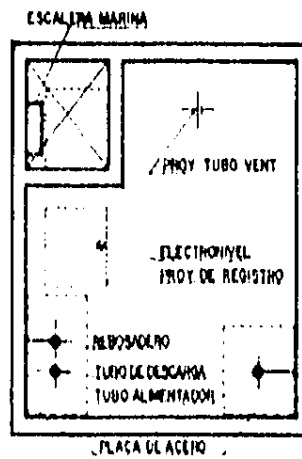 ESCALERA MARINA
PROY TUBO VENT
ELECTRONIVEL
PROY DE REGISTRO
REBOSADERO
TUBO DE DESCARGA
TUBO ALIMENTADOR
PLACA DE ACERO